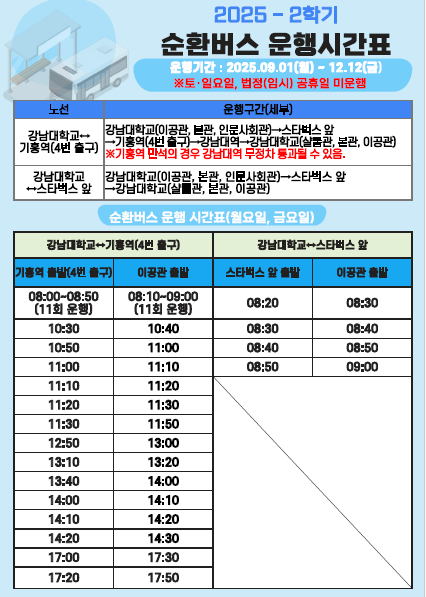 2025 - 2학기
순환버스 운행시간표
운행기간 : 2025.09.01(월) ~ 12.12(금)
※토·일요일, 법정(임시) 공휴일 미운행
노선 운행구간(세부)
강남대학교↔
기흥역(4번 출구)
강남대학교(이공관, 본관, 인문사회관)→스타벅스 앞
→기흥역(4번 출구)→강남대역→강남대학교(샬롬관, 본관, 이공관)
※기흥역 만석의 경우 강남대역 무정차 통과될 수 있음.
강남대학교
↔스타벅스 앞
강남대학교(이공관, 본관, 인문사회관)→스타벅스 앞
→강남대학교(샬롬관, 본관, 이공관)
순환버스 운행 시간표(월요일, 금요일)
강남대학교↔기흥역(4번 출구) 강남대학교↔스타벅스 앞
기흥역 출발(4번 출구) 이공관 출발 스타벅스 앞 출발 이공관 출발
08:00~08:50
(11회 운행)
08:10~09:00
(11회 운행)
08:20 08:30
10:30 10:40 08:30 08:40
10:50 11:00 08:40 08:50
11:00 11:10 08:50 09:00
11:10 11:20
11:20 11:30
11:30 11:50
12:50 13:00
13:10 13:20
13:40 14:00
14:00 14:10
14:10 14:20
14:20 14:30
17:00 17:30
17:20 17:50